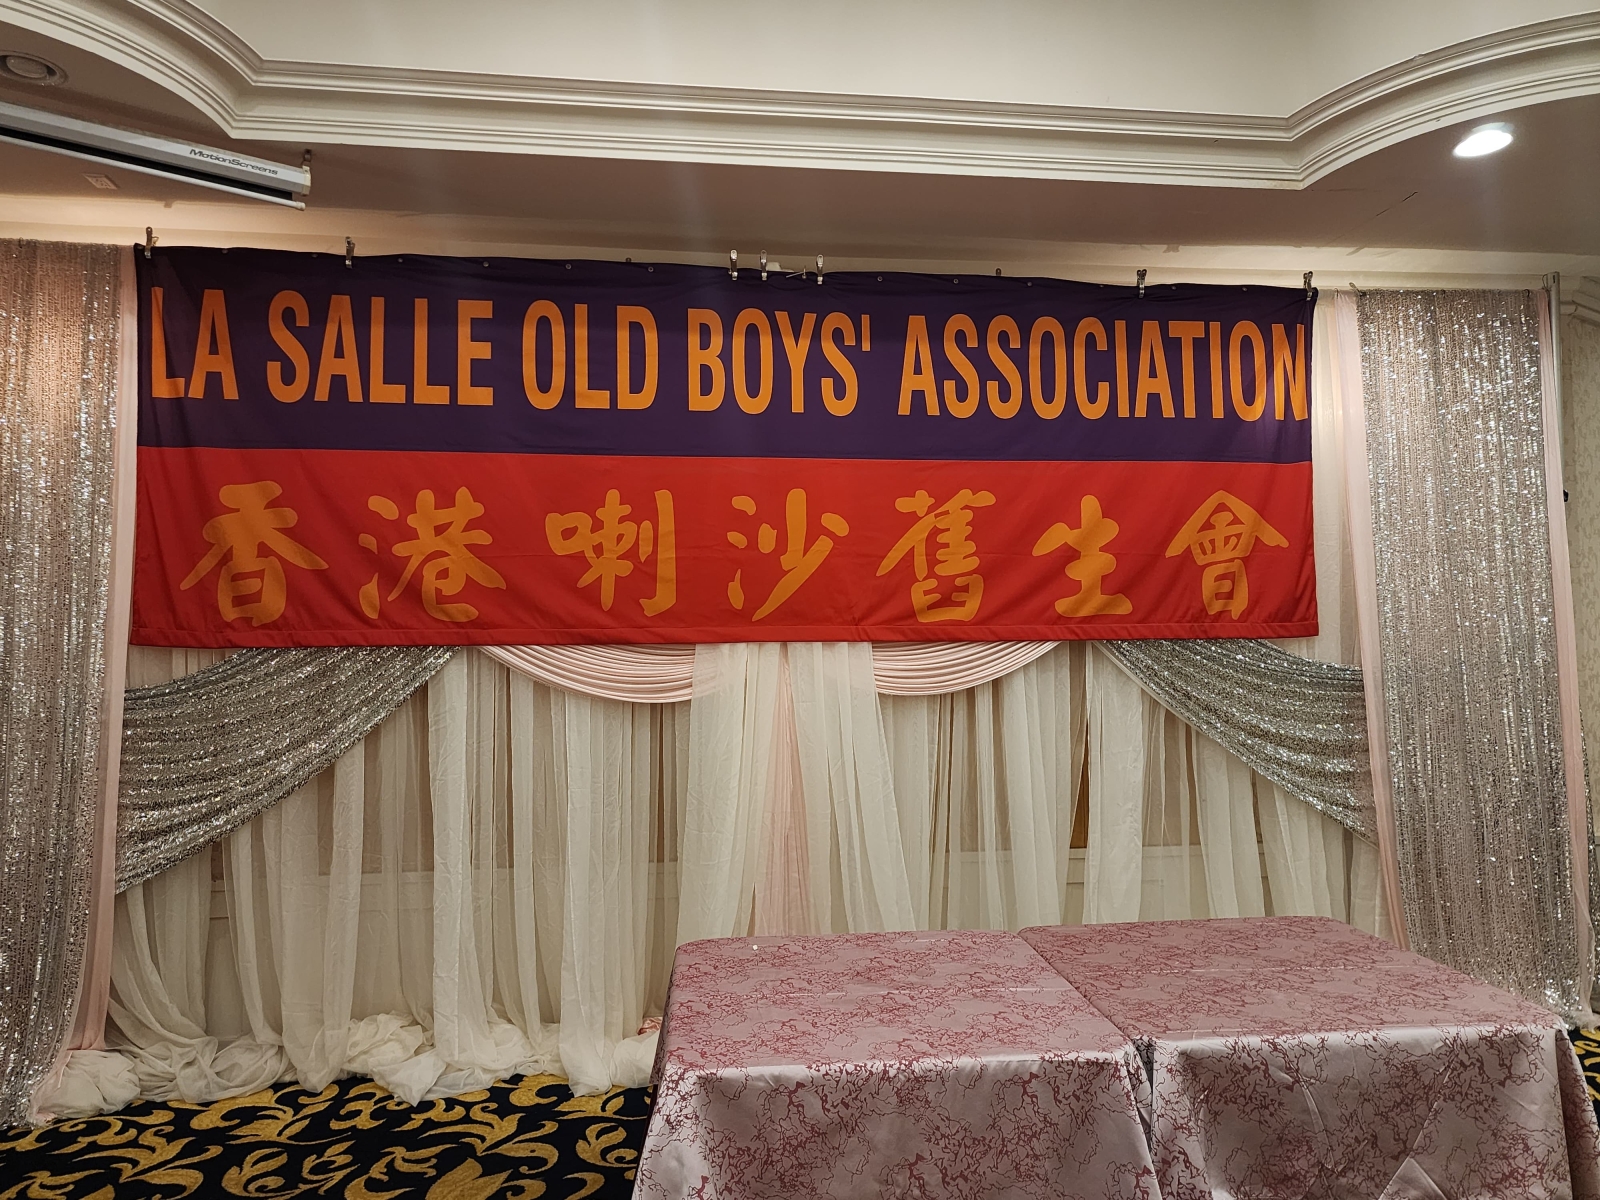 MotionScreens
LA SALLE OLD BOYS' ASSOCIATION
香港喇沙舊生會